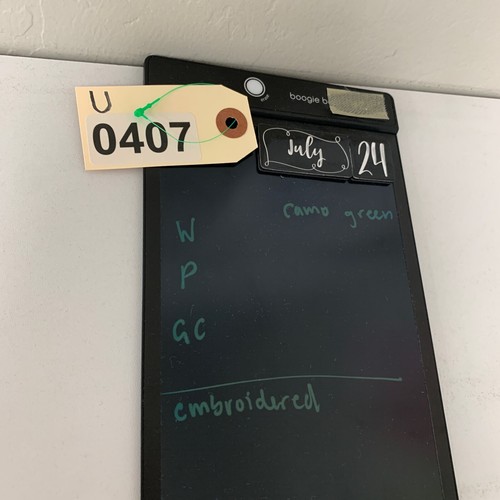 U
0407
boogie
July 24
camo green
W
P
GC
embroidered